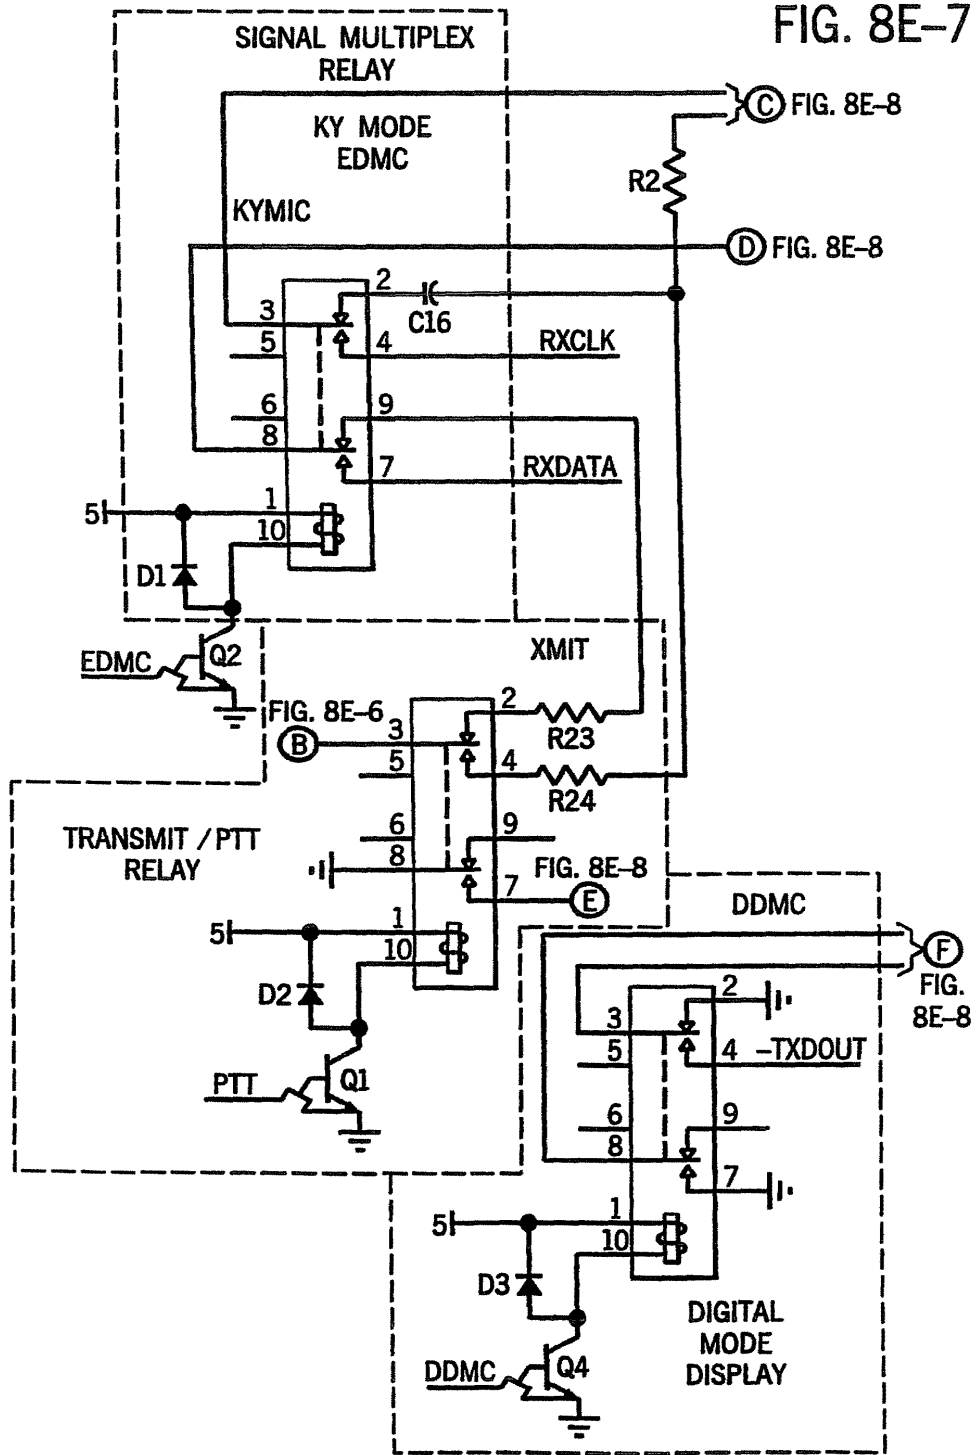 FIG. 8E–7
SIGNAL MULTIPLEX
RELAY
C FIG. 8E–8
KY MODE
EDMC
R2
KYMIC
D FIG. 8E–8
2
3
C16
5
4
RXCLK
6
9
8
7
RXDATA
1
5
10
D1
XMIT
Q2
EDMC
FIG. 8E–6
2
B
3
R23
5
4
R24
6
9
TRANSMIT / PTT
RELAY
8
FIG. 8E–8
7
E
DDMC
1
5
10
F
FIG.
8E–8
D2
2
3
5
4
–TXDOUT
PTT
Q1
6
9
8
7
1
5
10
D3
DIGITAL
MODE
DISPLAY
Q4
DDMC